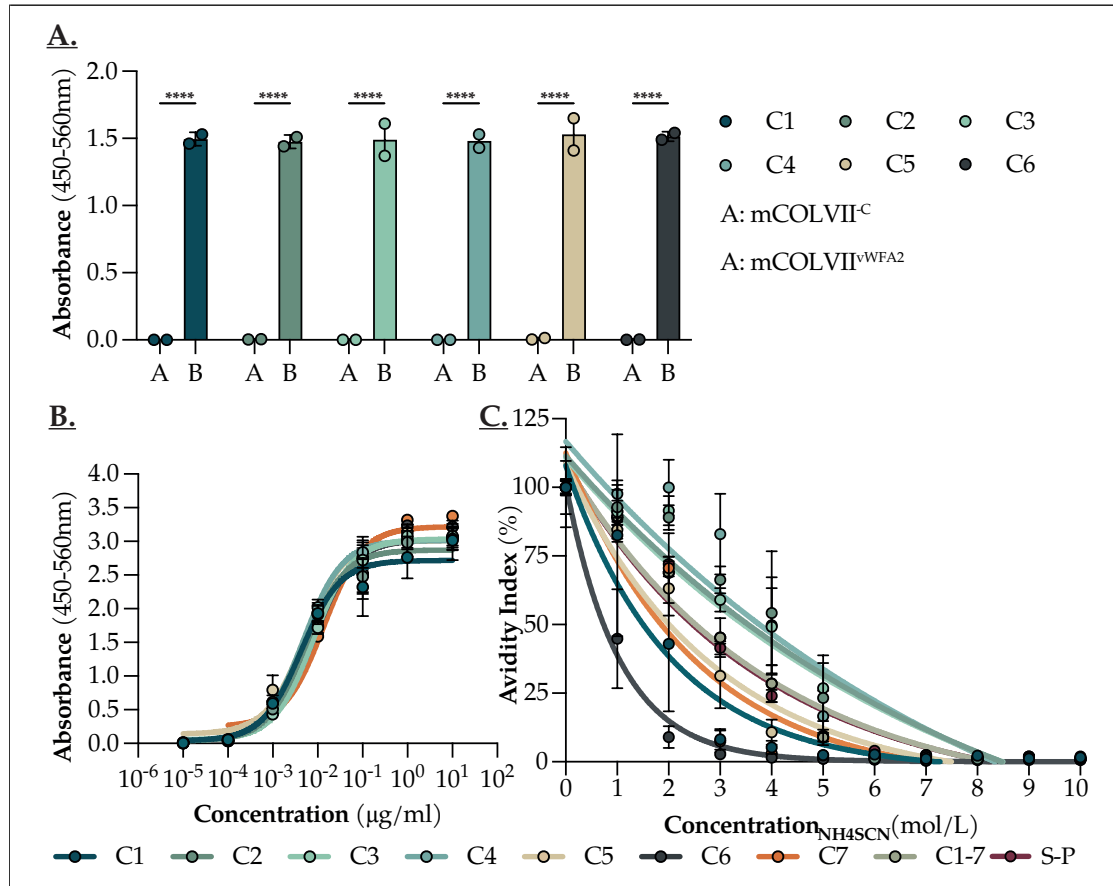 A.
Absorbance (450-560nm)
2.0
1.5
1.0
0.5
0.0
**** **** **** **** **** ****
A B A B A B A B A B A B
C1 C2 C3
C4 C5 C6
A: mCOLVII-C
A: mCOLVIIvWFA2
B.
Absorbance (450-560nm)
4.0
3.5
3.0
2.5
2.0
1.5
1.0
0.5
0.0
10-6 10-5 10-4 10-3 10-2 10-1 100 101 102
Concentration (µg/ml)
C.
Avidity Index (%)
125
100
75
50
25
0
0 1 2 3 4 5 6 7 8 9 10
ConcentrationNH4SCN(mol/L)
C1 C2 C3 C4 C5 C6 C7 C1-7 S-P